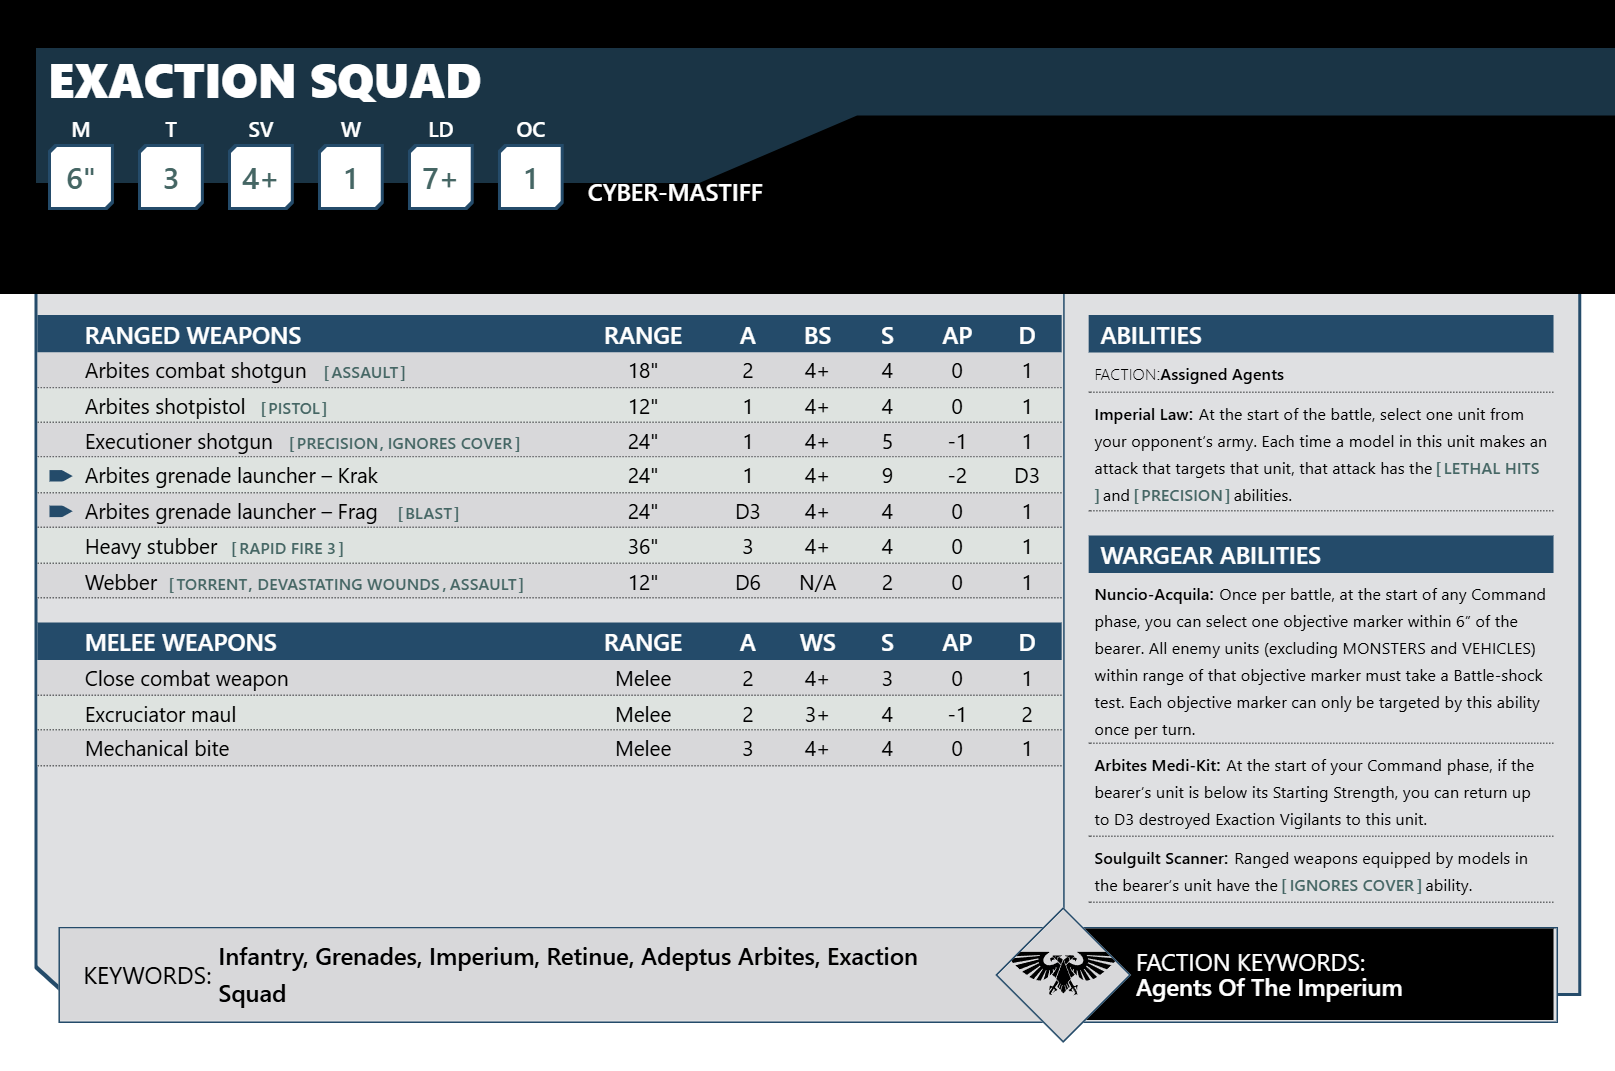 EXACTION SQUAD
M T SV W LD OC
6" 3 4+ 1 7+ 1
CYBER-MASTIFF
RANGED WEAPONS RANGE A BS S AP D
Arbites combat shotgun [ASSAULT] 18" 2 4+ 4 0 1
Arbites shotpistol [PISTOL] 12" 1 4+ 4 0 1
Executioner shotgun [PRECISION, IGNORES COVER] 24" 1 4+ 5 -1 1
Arbites grenade launcher – Krak 24" 1 4+ 9 -2 D3
Arbites grenade launcher – Frag [BLAST] 24" D3 4+ 4 0 1
Heavy stubber [RAPID FIRE 3] 36" 3 4+ 4 0 1
Webber [TORRENT, DEVASTATING WOUNDS, ASSAULT] 12" D6 N/A 2 0 1
MELEE WEAPONS RANGE A WS S AP D
Close combat weapon Melee 2 4+ 3 0 1
Excruciator maul Melee 2 3+ 4 -1 2
Mechanical bite Melee 3 4+ 4 0 1
ABILITIES
FACTION:Assigned Agents
Imperial Law: At the start of the battle, select one unit from
your opponent’s army. Each time a model in this unit makes an
attack that targets that unit, that attack has the [LETHAL HITS
] and [PRECISION] abilities.
WARGEAR ABILITIES
Nuncio-Acquila: Once per battle, at the start of any Command
phase, you can select one objective marker within 6″ of the
bearer. All enemy units (excluding MONSTERS and VEHICLES)
within range of that objective marker must take a Battle-shock
test. Each objective marker can only be targeted by this ability
once per turn.
Arbites Medi-Kit: At the start of your Command phase, if the
bearer’s unit is below its Starting Strength, you can return up
to D3 destroyed Exaction Vigilants to this unit.
Soulguilt Scanner: Ranged weapons equipped by models in
the bearer’s unit have the [IGNORES COVER] ability.
KEYWORDS: Infantry, Grenades, Imperium, Retinue, Adeptus Arbites, Exaction
Squad
FACTION KEYWORDS:
Agents Of The Imperium